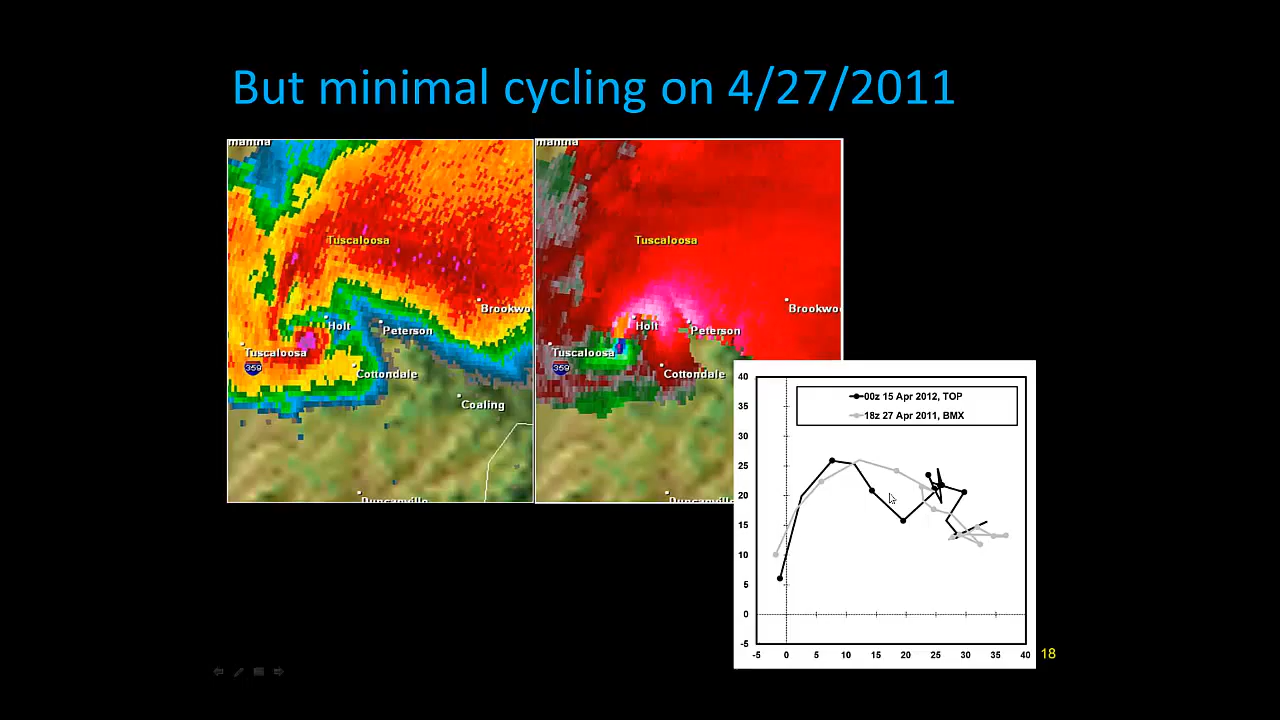 But minimal cycling on 4/27/2011
Tuscaloosa
Holt
Peterson
Brookwo
Tuscaloosa
359
Cottondale
Coaling
Duncanville
Tuscaloosa
Holt
Peterson
Brookwo
Tuscaloosa
359
Cottondale
40
35
30
25
20
15
10
5
0
-5
00z 15 Apr 2012, TOP
18z 27 Apr 2011, BMX
-5 0 5 10 15 20 25 30 35 40
18